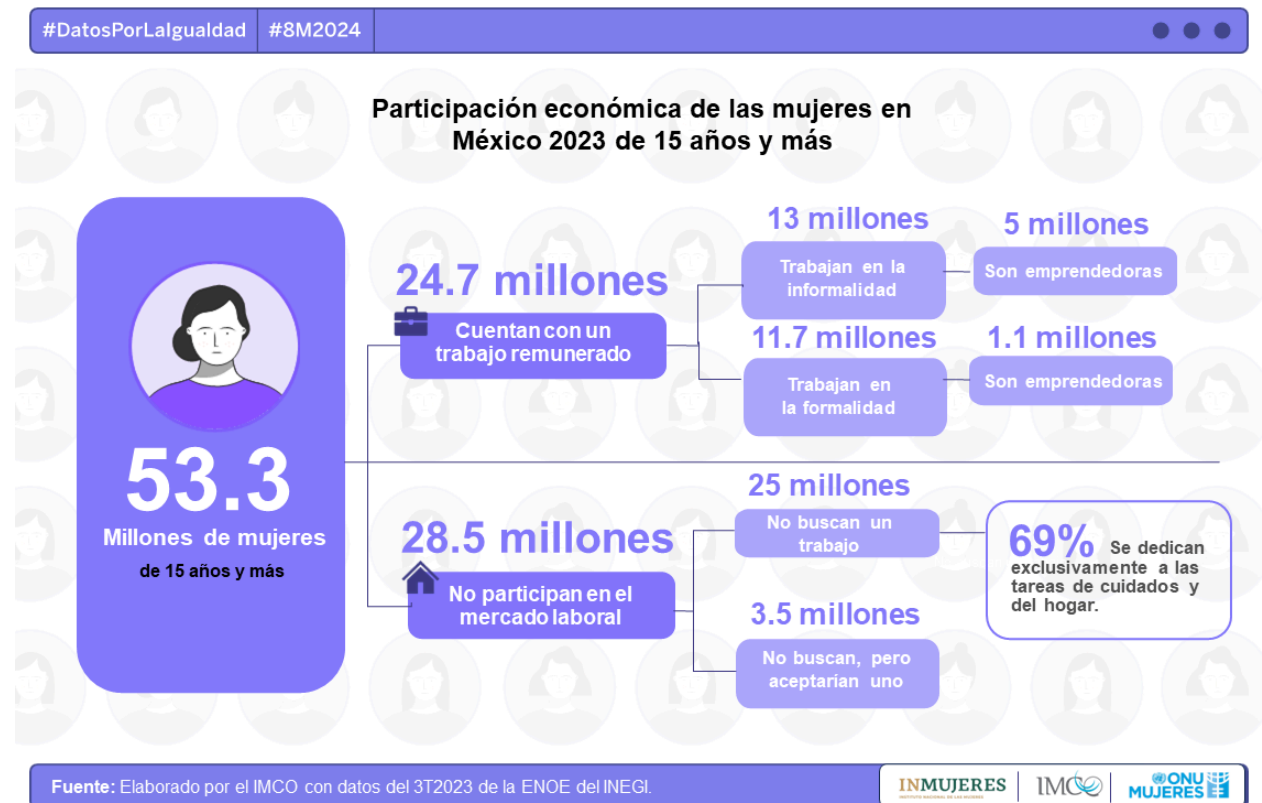 #DatosPorLaIgualdad
#8M2024
Participación económica de las mujeres en
México 2023 de 15 años y más
53.3
Millones de mujeres
de 15 años y más
24.7 millones
Cuentan con un
trabajo remunerado
13 millones
Trabajan en la
informalidad
5 millones
Son emprendedoras
11.7 millones
Trabajan en
la formalidad
1.1 millones
Son emprendedoras
28.5 millones
No participan en el
mercado laboral
25 millones
No buscan un
trabajo
69% Se dedican
exclusivamente a las
tareas de cuidados y
del hogar.
3.5 millones
No buscan, pero
aceptarían uno
Fuente: Elaborado por el IMCO con datos del 3T2023 de la ENOE del INEGI.
INMUJERES
INSTITUTO NACIONAL DE LAS MUJERES
IMCO
ONU
MUJERES